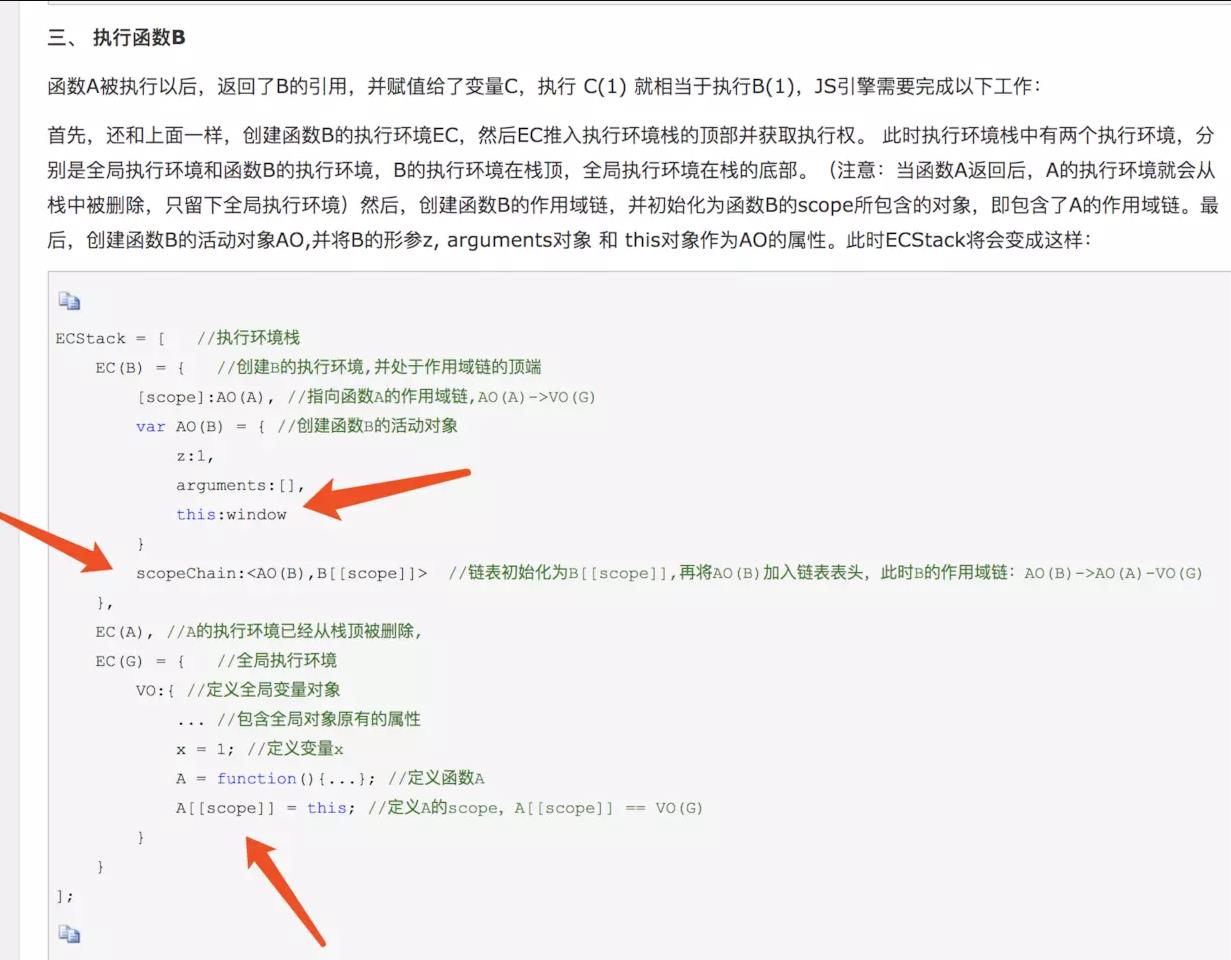 三、 执行函数B
函数A被执行以后，返回了B的引用，并赋值给了变量C，执行 C(1) 就相当于执行B(1)，JS引擎需要完成以下工作：
首先，还和上面一样，创建函数B的执行环境EC，然后EC推入执行环境栈的顶部并获取执行权。 此时执行环境栈中有两个执行环境，分
别是全局执行环境和函数B的执行环境，B的执行环境在栈顶，全局执行环境在栈的底部。（注意：当函数A返回后，A的执行环境就会从
栈中被删除，只留下全局执行环境）然后，创建函数B的作用域链，并初始化为函数B的scope所包含的对象，即包含了A的作用域链。最
后，创建函数B的活动对象AO,并将B的形参z, arguments对象 和 this对象作为AO的属性。此时ECStack将会变成这样：
ECStack = [   //执行环境栈
    EC(B) = {   //创建B的执行环境,并处于作用域链的顶端
        [scope]:AO(A), //指向函数A的作用域链,AO(A)->VO(G)
        var AO(B) = { //创建函数B的活动对象
            z:1,
            arguments:[],
            this:window
        }
        scopeChain:<AO(B),B[[scope]]>  //链表初始化为B[[scope]],再将AO(B)加入链表表头，此时B的作用域链：AO(B)->AO(A)-VO(G)
    },
    EC(A), //A的执行环境已经从栈顶被删除,
    EC(G) = {   //全局执行环境
        VO:{ //定义全局变量对象
            ... //包含全局对象原有的属性
            x = 1; //定义变量x
            A = function(){...}; //定义函数A
            A[[scope]] = this; //定义A的scope，A[[scope]] == VO(G)
        }
    }
];